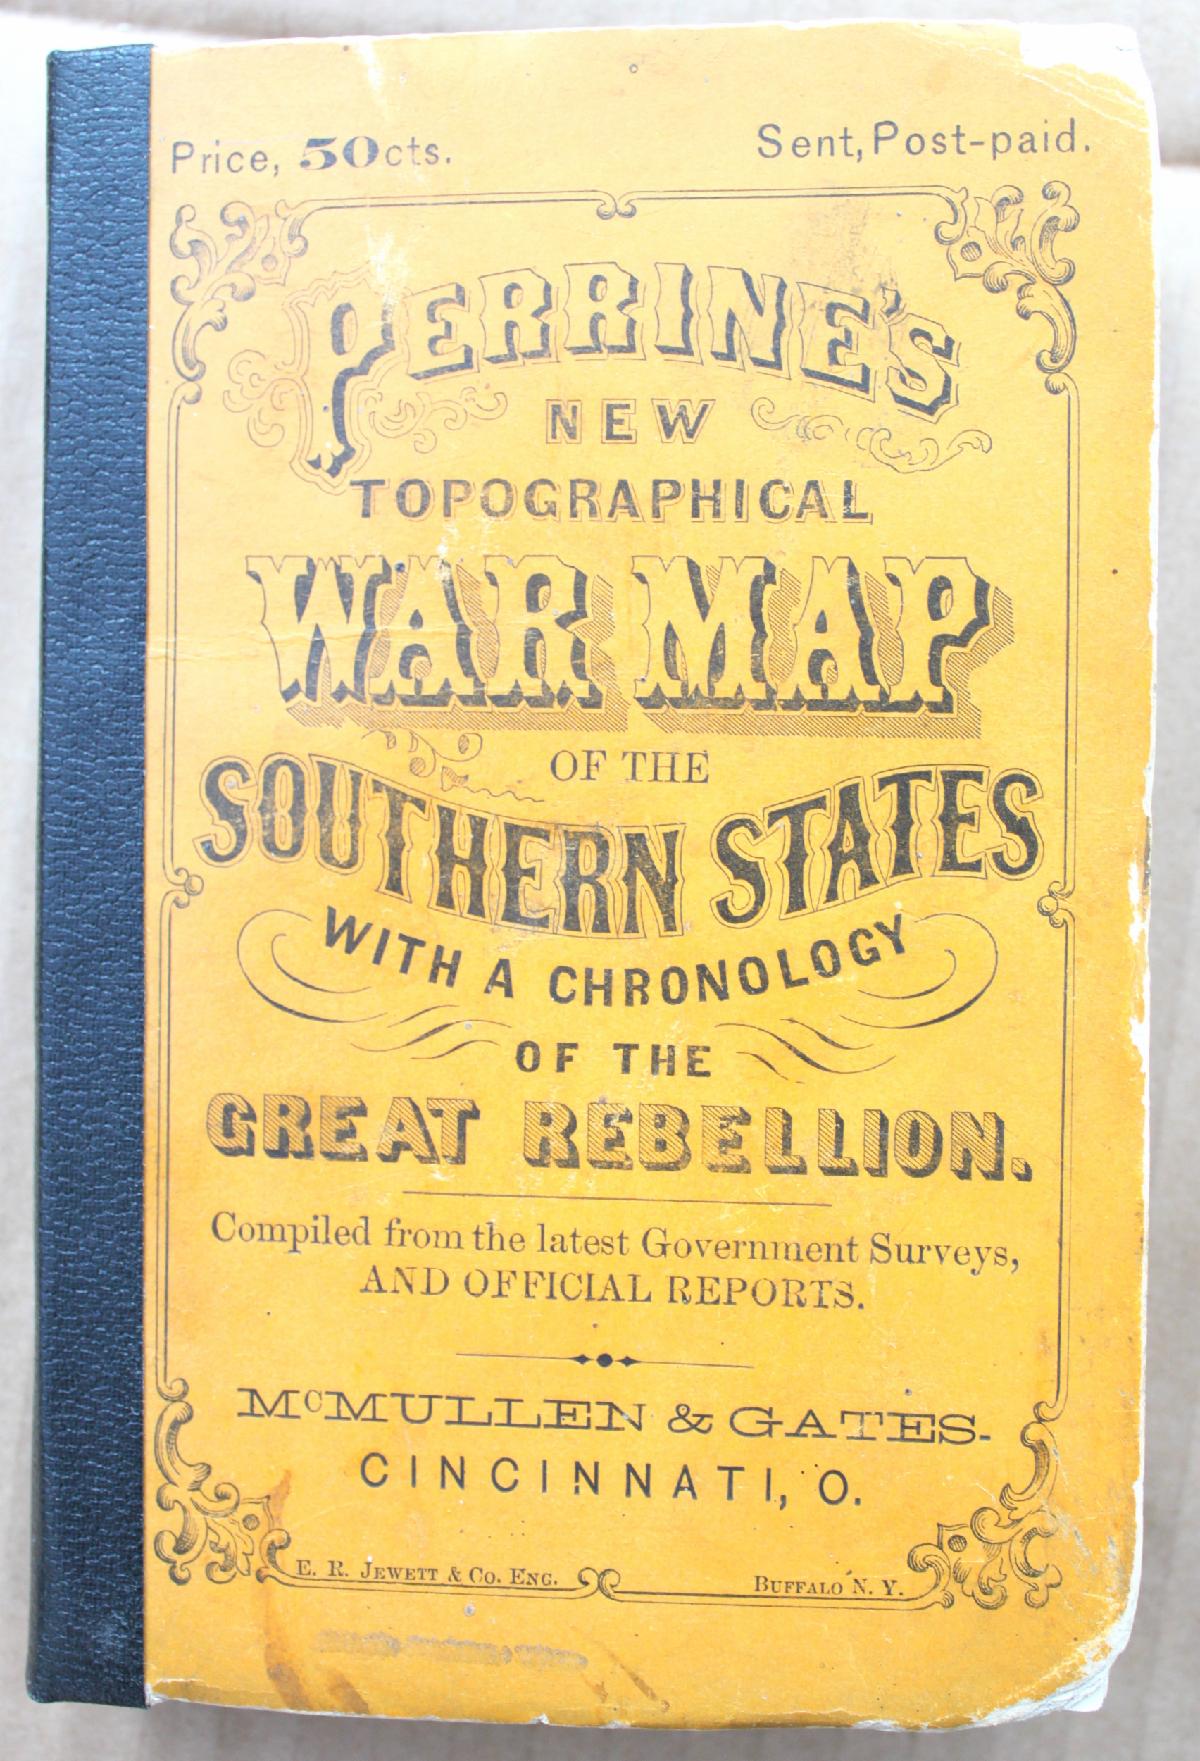 Price, 50cts. Sent, Post-paid.
PERRINE'S
NEW
TOPOGRAPHICAL
WAR MAP
OF THE
SOUTHERN STATES
WITH A CHRONOLOGY
OF THE
GREAT REBELLION.
Compiled from the latest Government Surveys,
AND OFFICIAL REPORTS.
McMULLEN & GATES-
CINCINNATI, O.
E. R. JEWETT & CO. ENG. BUFFALO N. Y.